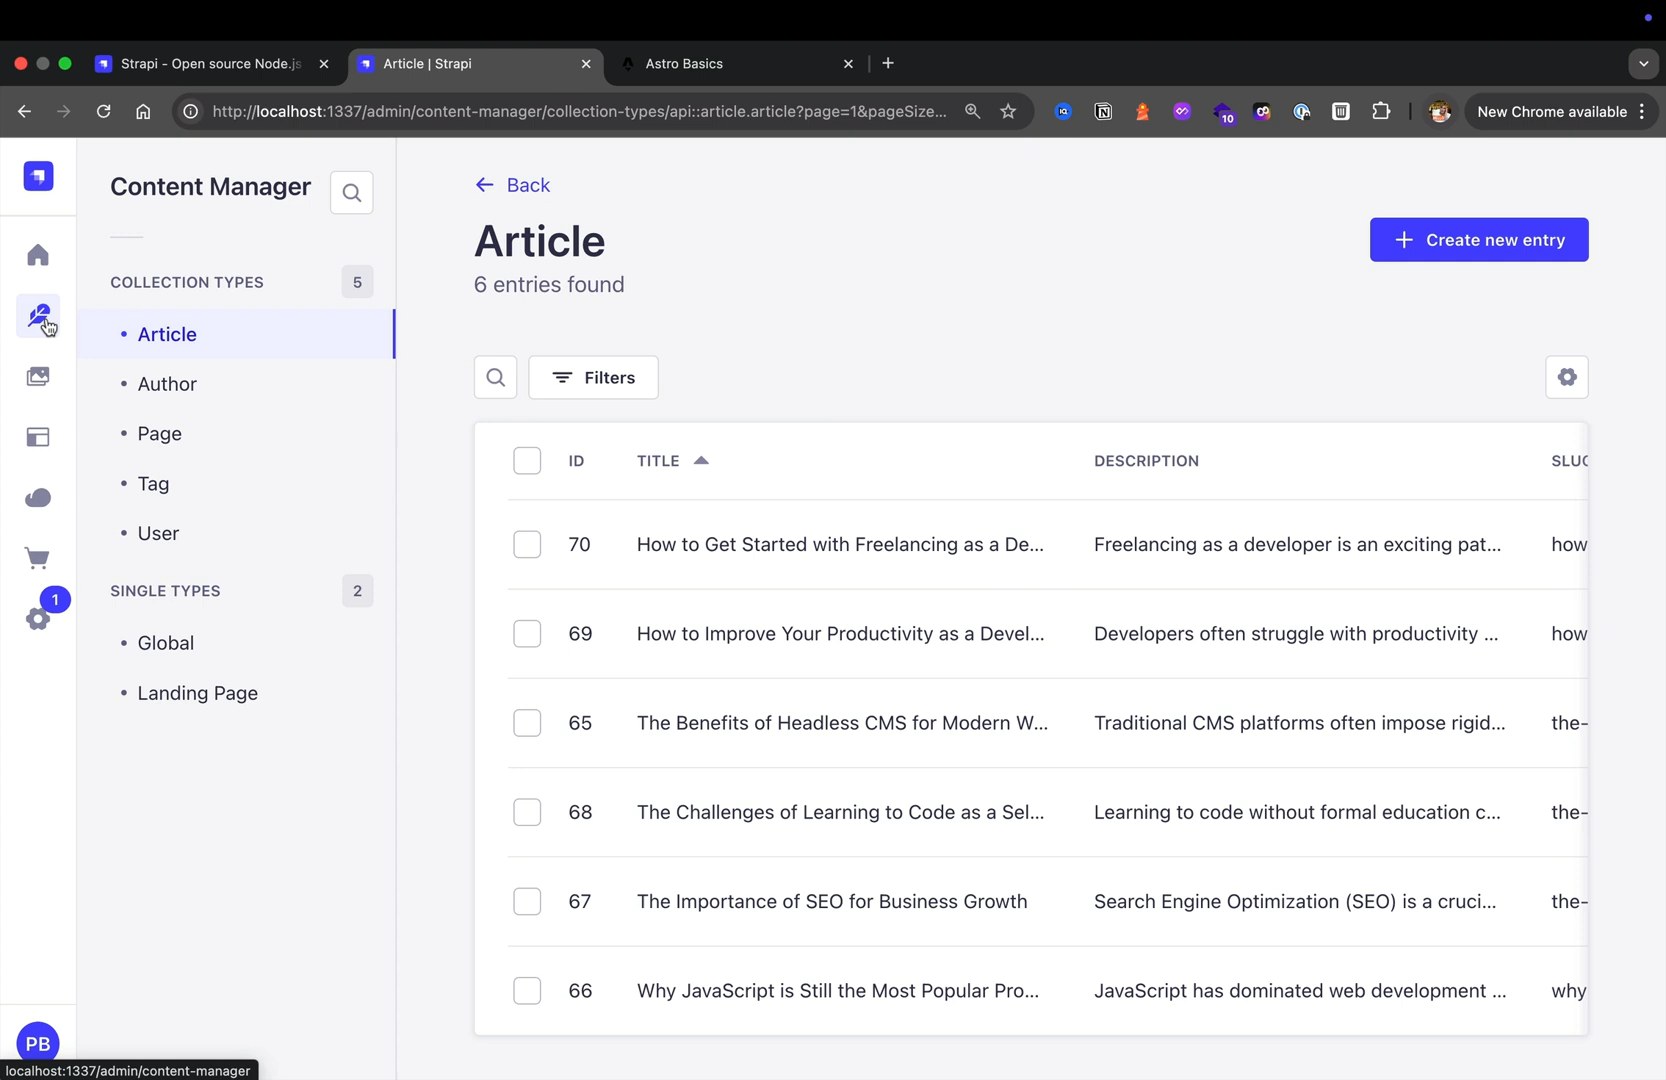 Strapi - Open source Node.js
Article | Strapi
Astro Basics
http://localhost:1337/admin/content-manager/collection-types/api::article.article?page=1&pageSize...
10
New Chrome available
Content Manager
COLLECTION TYPES 5
Article
Author
Page
Tag
User
SINGLE TYPES 2
Global
Landing Page
1
PB
localhost:1337/admin/content-manager
Back
Article
6 entries found
Create new entry
Filters
ID TITLE DESCRIPTION SLUG
70 How to Get Started with Freelancing as a De... Freelancing as a developer is an exciting pat... how
69 How to Improve Your Productivity as a Devel... Developers often struggle with productivity ... how
65 The Benefits of Headless CMS for Modern W... Traditional CMS platforms often impose rigid... the-
68 The Challenges of Learning to Code as a Sel... Learning to code without formal education c... the-
67 The Importance of SEO for Business Growth Search Engine Optimization (SEO) is a cruci... the-
66 Why JavaScript is Still the Most Popular Pro... JavaScript has dominated web development ... why